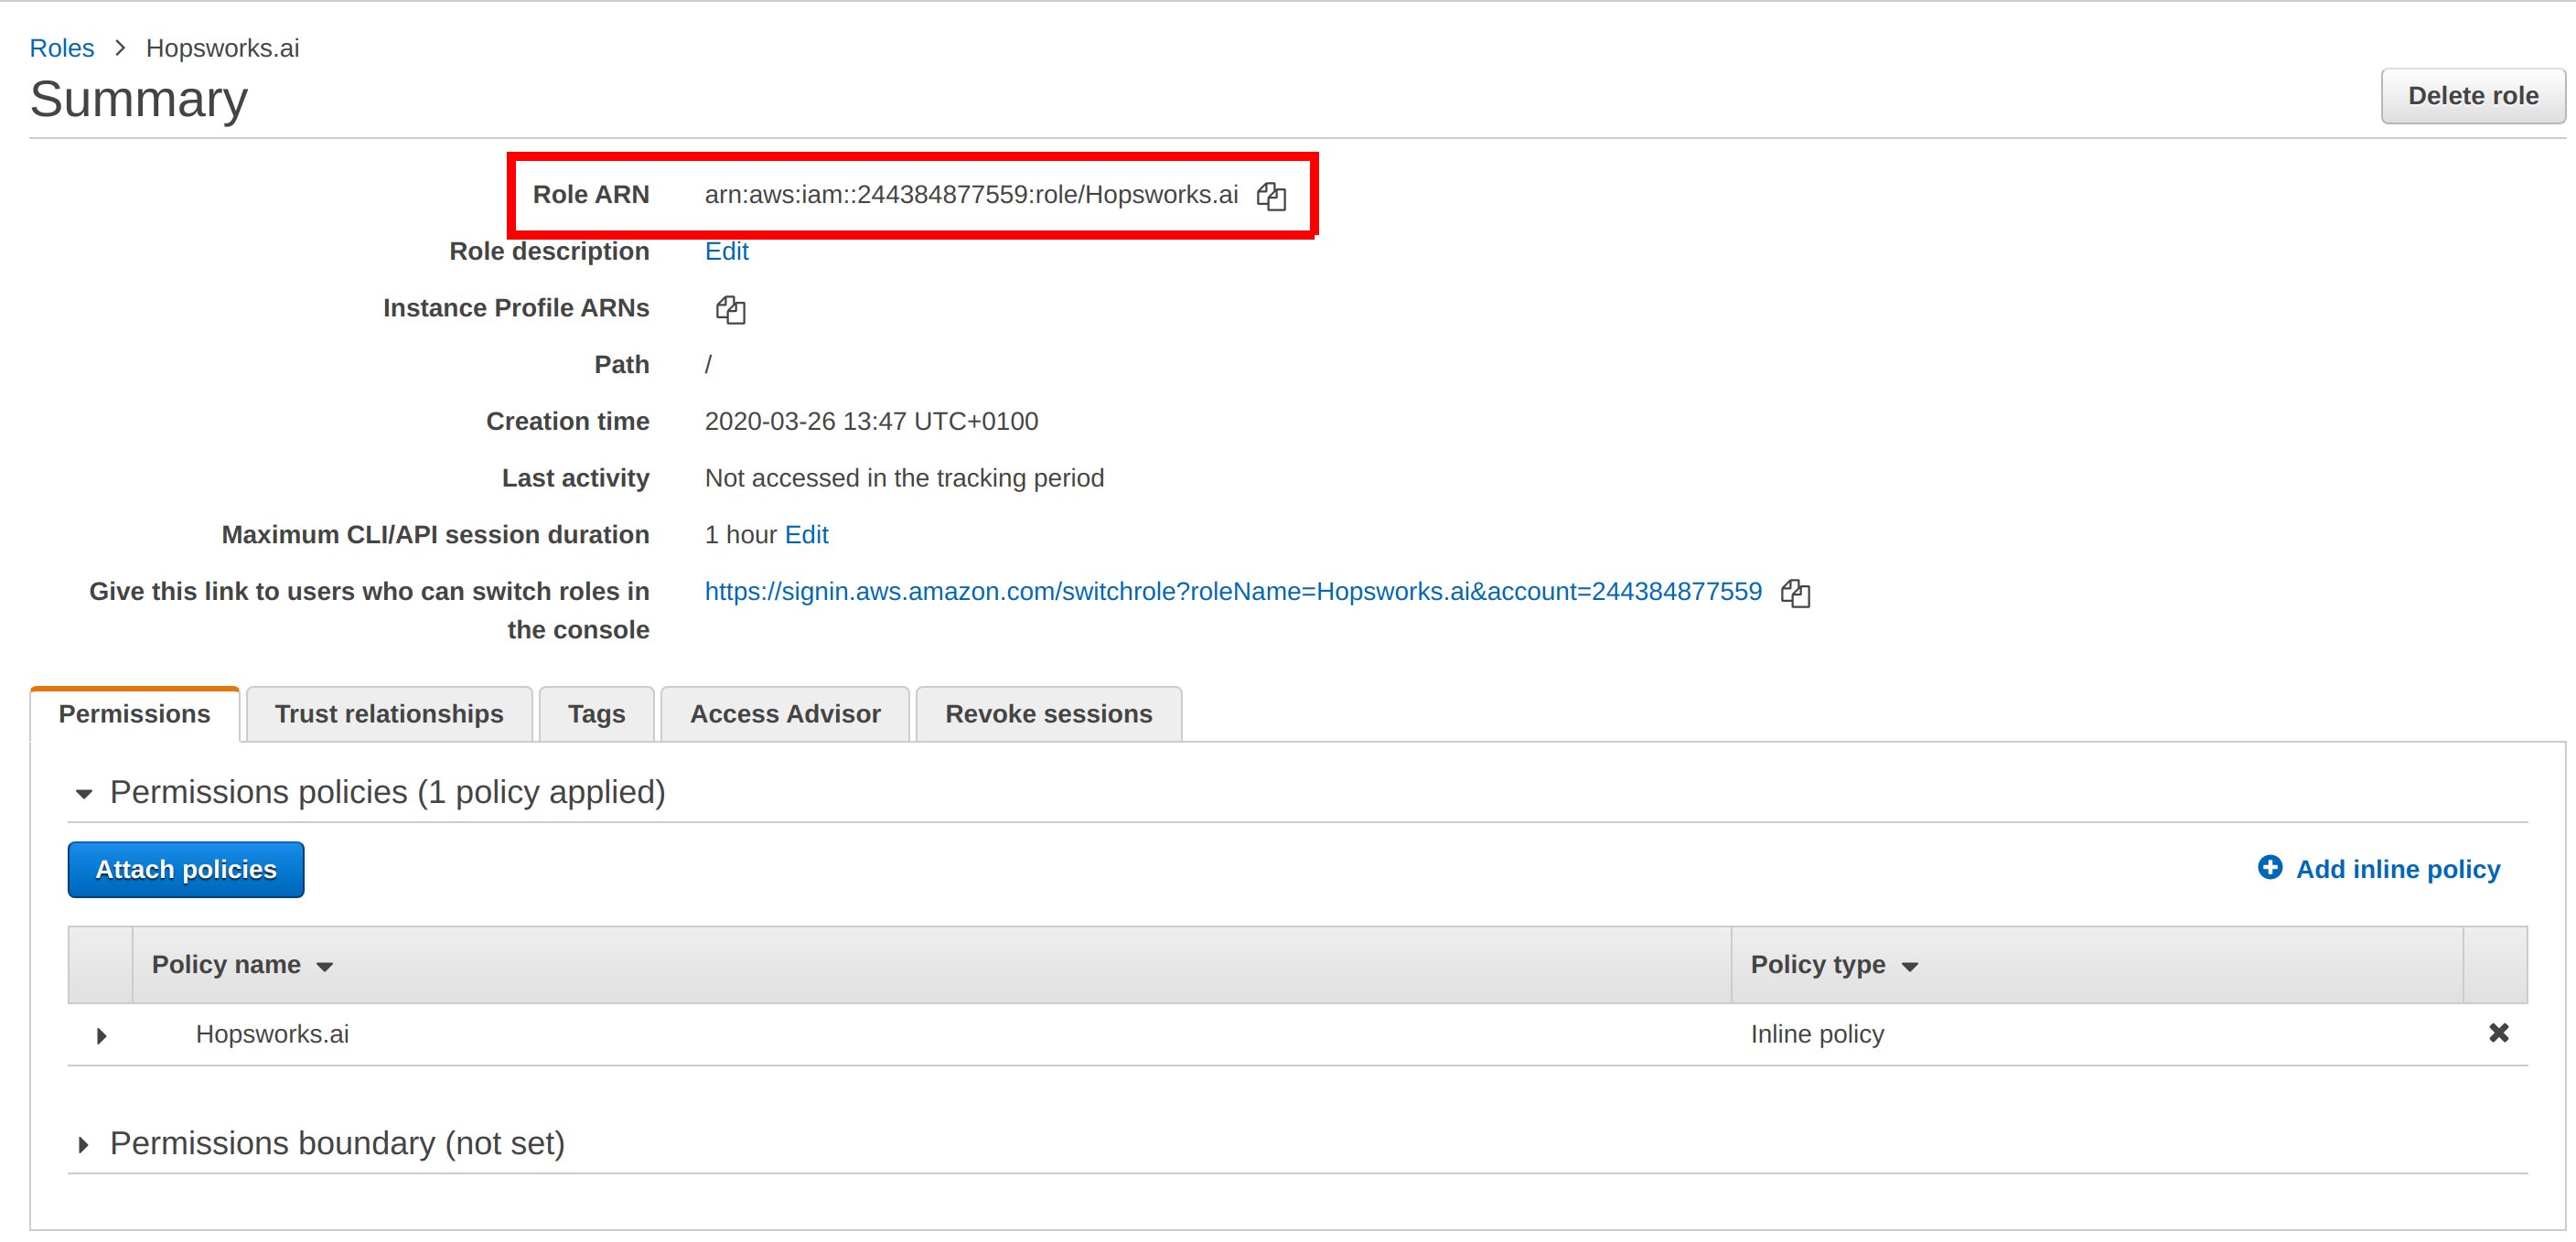 Roles > Hopsworks.ai
Summary
Delete role
Role ARN arn:aws:iam::244384877559:role/Hopsworks.ai
Role description Edit
Instance Profile ARNs
Path /
Creation time 2020-03-26 13:47 UTC+0100
Last activity Not accessed in the tracking period
Maximum CLI/API session duration 1 hour Edit
Give this link to users who can switch roles in https://signin.aws.amazon.com/switchrole?roleName=Hopsworks.ai&account=244384877559
the console
Permissions Trust relationships Tags Access Advisor Revoke sessions
Permissions policies (1 policy applied)
Attach policies Add inline policy
Policy name Policy type
Hopsworks.ai Inline policy
Permissions boundary (not set)